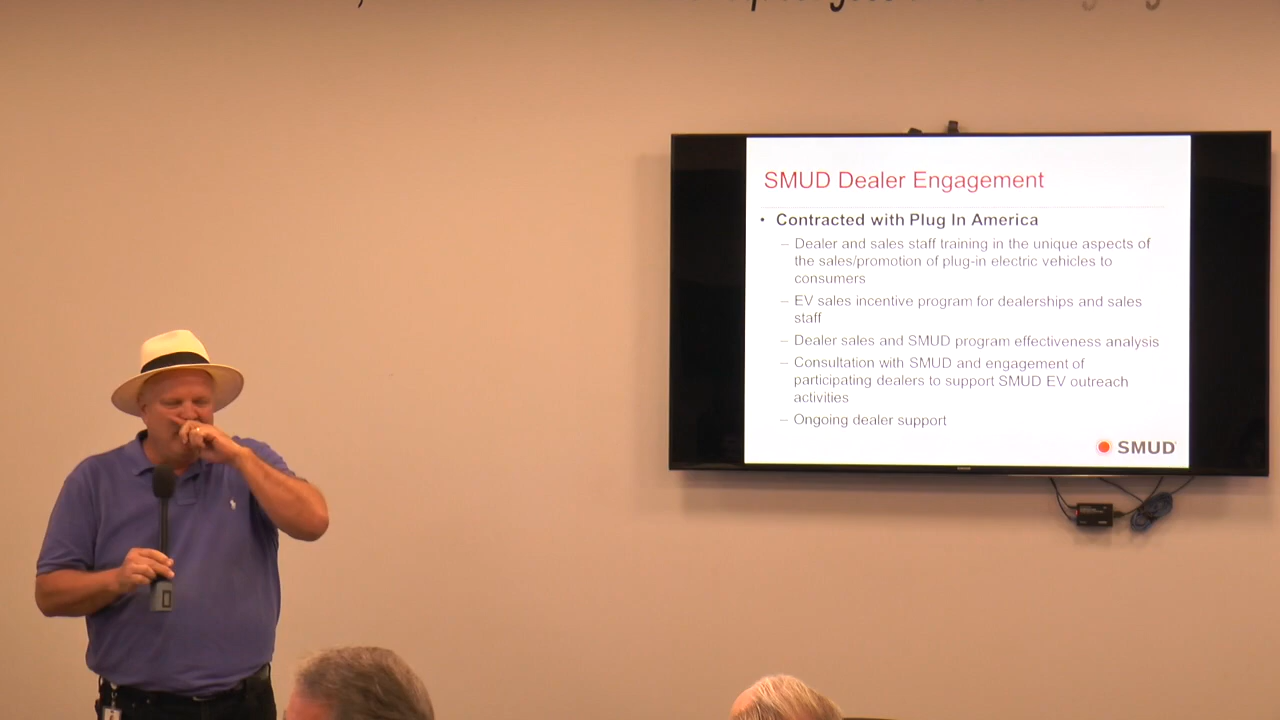 SMUD Dealer Engagement
• Contracted with Plug In America
– Dealer and sales staff training in the unique aspects of
the sales/promotion of plug-in electric vehicles to
consumers
– EV sales incentive program for dealerships and sales
staff
– Dealer sales and SMUD program effectiveness analysis
– Consultation with SMUD and engagement of
participating dealers to support SMUD EV outreach
activities
– Ongoing dealer support
SMUD